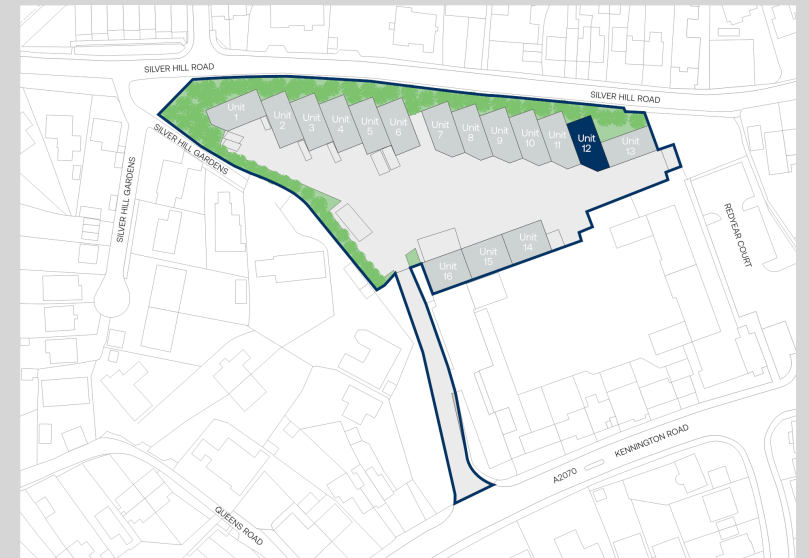 SILVER HILL ROAD
SILVER HILL ROAD
Unit
1
Unit
2
Unit
3
Unit
4
Unit
5
Unit
6
Unit
7
Unit
8
Unit
9
Unit
10
Unit
11
Unit
12
Unit
13
SILVER HILL GARDENS
SILVER HILL GARDENS
REDYEAR COURT
Unit
14
Unit
15
Unit
16
A2070
KENNINGTON ROAD
QUEENS ROAD